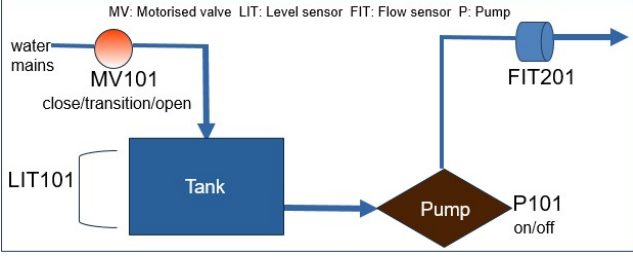 MV: Motorised valve LIT: Level sensor FIT: Flow sensor P: Pump
water
mains
MV101
close/transition/open
FIT201
LIT101
Tank
Pump
P101
on/off